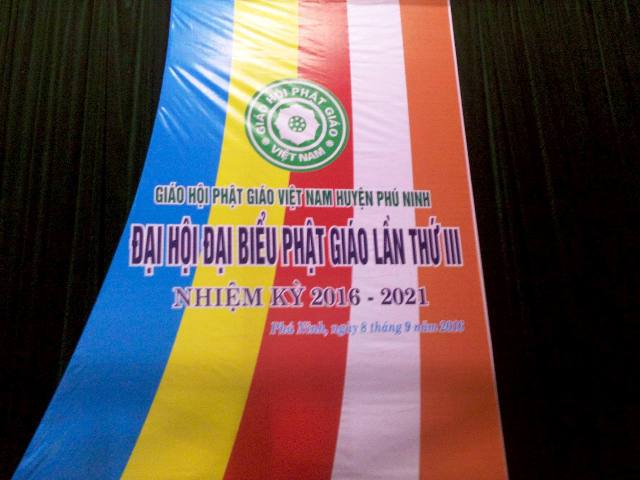 GIÁO HỘI PHẬT GIÁO
VIỆT NAM
GIÁO HỘI PHẬT GIÁO VIỆT NAM HUYỆN PHÚ NINH
ĐẠI HỘI ĐẠI BIỂU PHẬT GIÁO LẦN THỨ III
NHIỆM KỲ 2016 - 2021
Phú Ninh, ngày 8 tháng 9 năm 2016